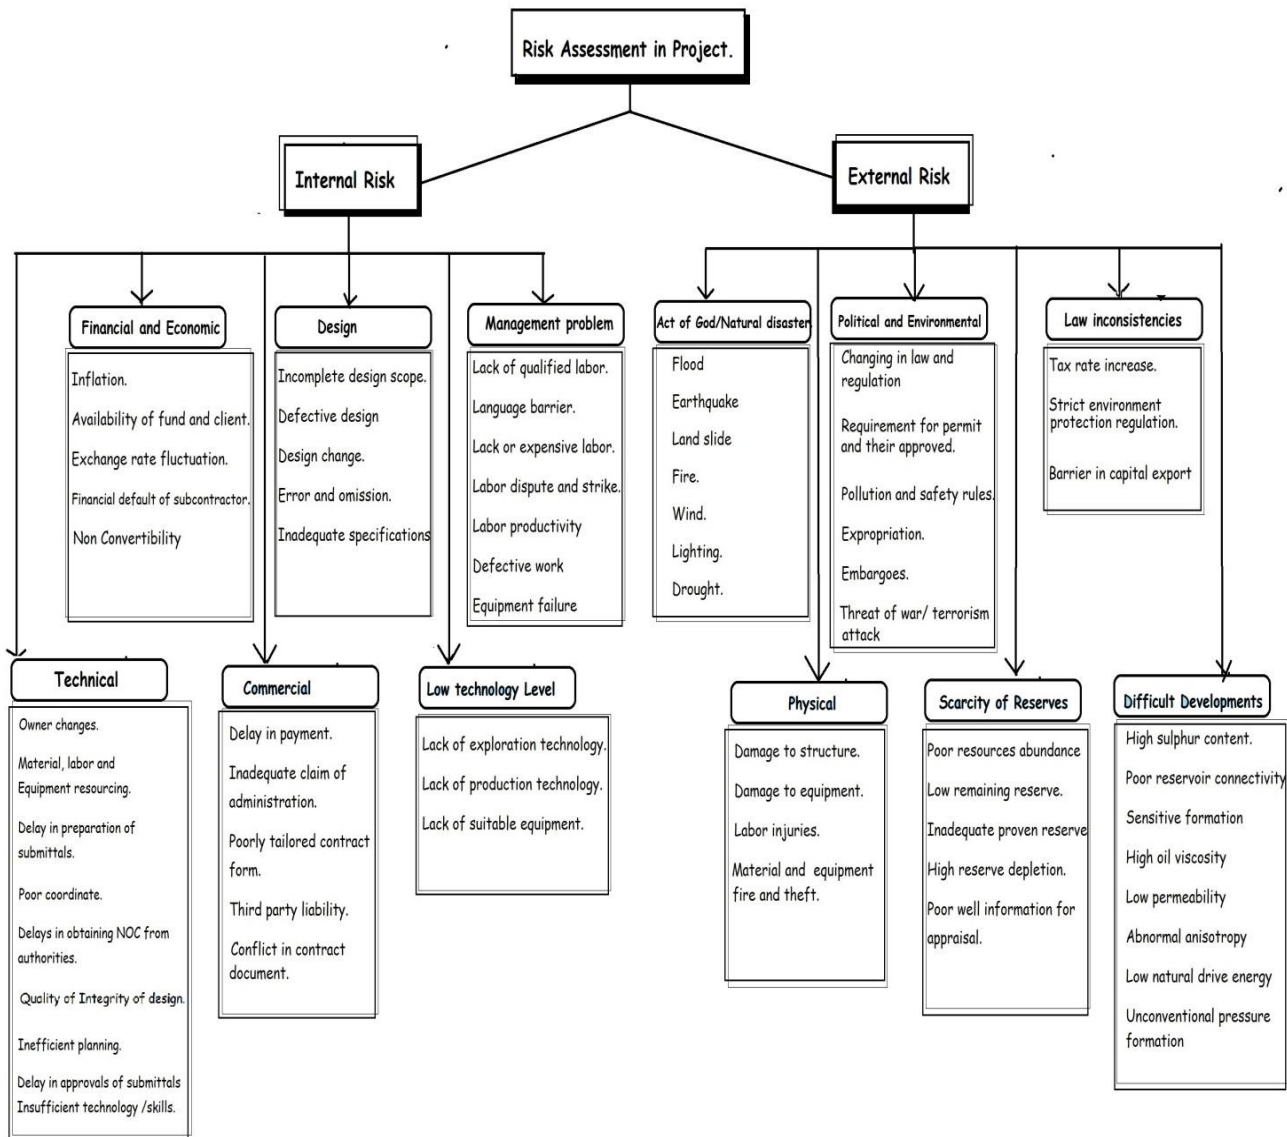 Risk Assessment in Project.
Internal Risk
External Risk
Financial and Economic
Inflation.
Availability of fund and client.
Exchange rate fluctuation.
Financial default of subcontractor.
Non Convertibility
Design
Incomplete design scope.
Defective design
Design change.
Error and omission.
Inadequate specifications
Management problem
Lack of qualified labor.
Language barrier.
Lack or expensive labor.
Labor dispute and strike.
Labor productivity
Defective work
Equipment failure
Act of God/Natural disaster
Flood
Earthquake
Land slide
Fire.
Wind.
Lighting.
Drought.
Political and Environmental
Changing in law and
regulation
Requirement for permit
and their approved.
Pollution and safety rules.
Expropriation.
Embargoes.
Threat of war/ terrorism
attack
Law inconsistencies
Tax rate increase.
Strict environment
protection regulation.
Barrier in capital export
Technical
Owner changes.
Material, labor and
Equipment resourcing.
Delay in preparation of
submittals.
Poor coordinate.
Delays in obtaining NOC from
authorities.
Quality of Integrity of design.
Inefficient planning.
Delay in approvals of submittals
Insufficient technology /skills.
Commercial
Delay in payment.
Inadequate claim of
administration.
Poorly tailored contract
form.
Third party liability.
Conflict in contract
document.
Low technology Level
Lack of exploration technology.
Lack of production technology.
Lack of suitable equipment.
Physical
Damage to structure.
Damage to equipment.
Labor injuries.
Material and equipment
fire and theft.
Scarcity of Reserves
Poor resources abundance
Low remaining reserve.
Inadequate proven reserve
High reserve depletion.
Poor well information for
appraisal.
Difficult Developments
High sulphur content.
Poor reservoir connectivity
Sensitive formation
High oil viscosity
Low permeability
Abnormal anisotropy
Low natural drive energy
Unconventional pressure
formation